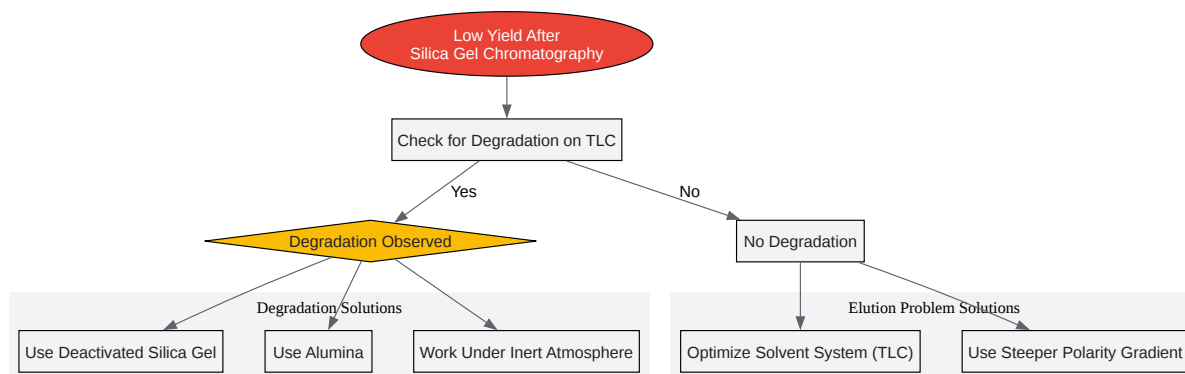 Low Yield After
Silica Gel Chromatography
Check for Degradation on TLC
Yes
No
Degradation Observed
No Degradation
Degradation Solutions
Elution Problem Solutions
Use Deactivated Silica Gel
Use Alumina
Work Under Inert Atmosphere
Optimize Solvent System (TLC)
Use Steeper Polarity Gradient